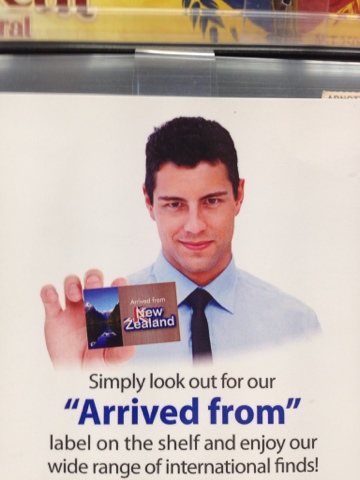 ral
ARNOTT
Arrived from
New
Zealand
Simply look out for our
"Arrived from"
label on the shelf and enjoy our
wide range of international finds!